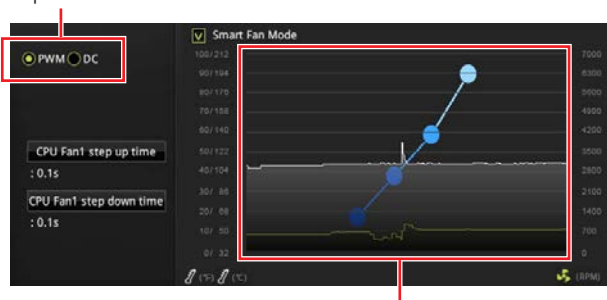 Smart Fan Mode
PWM DC
100/212 7000
90/194 6300
80/176 5600
70/158 4900
60/140 4200
50/122 3500
40/104 2800
30/ 86 2100
20/ 68 1400
10/ 50 700
0/ 32 0
CPU Fan1 step up time
: 0.1s
CPU Fan1 step down time
: 0.1s
(°F) (°C) (RPM)